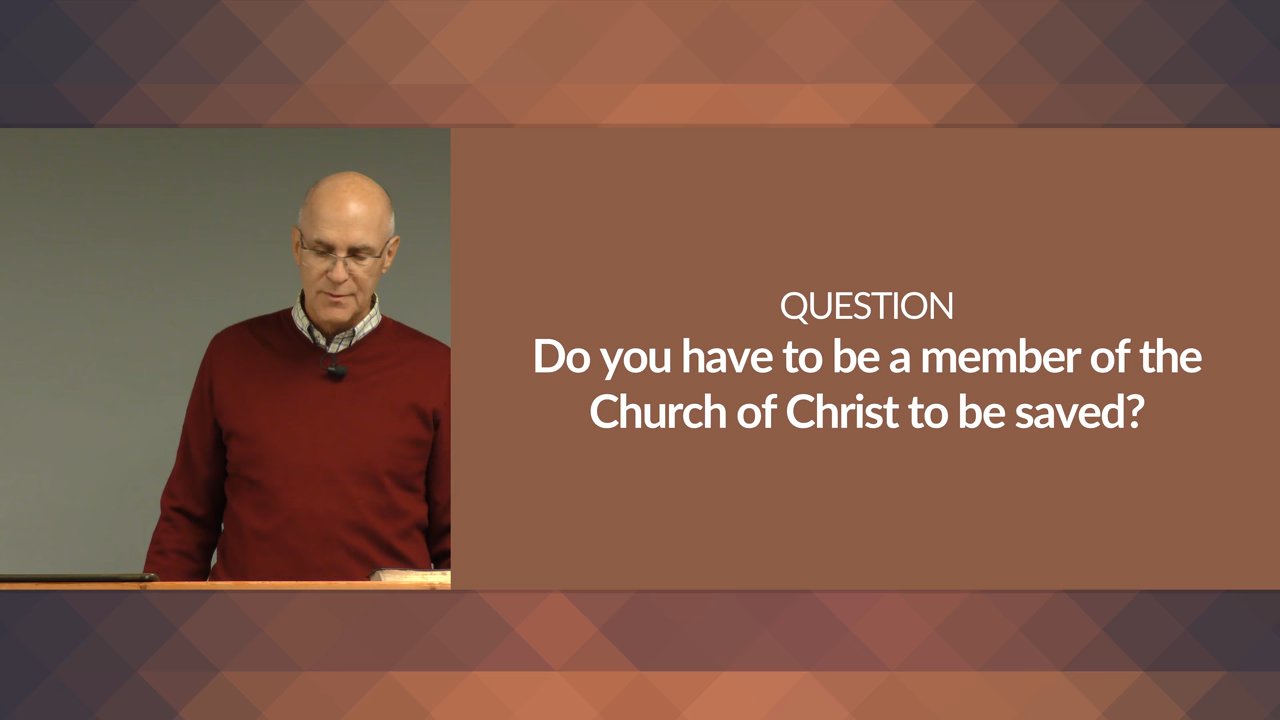 QUESTION
Do you have to be a member of the
Church of Christ to be saved?